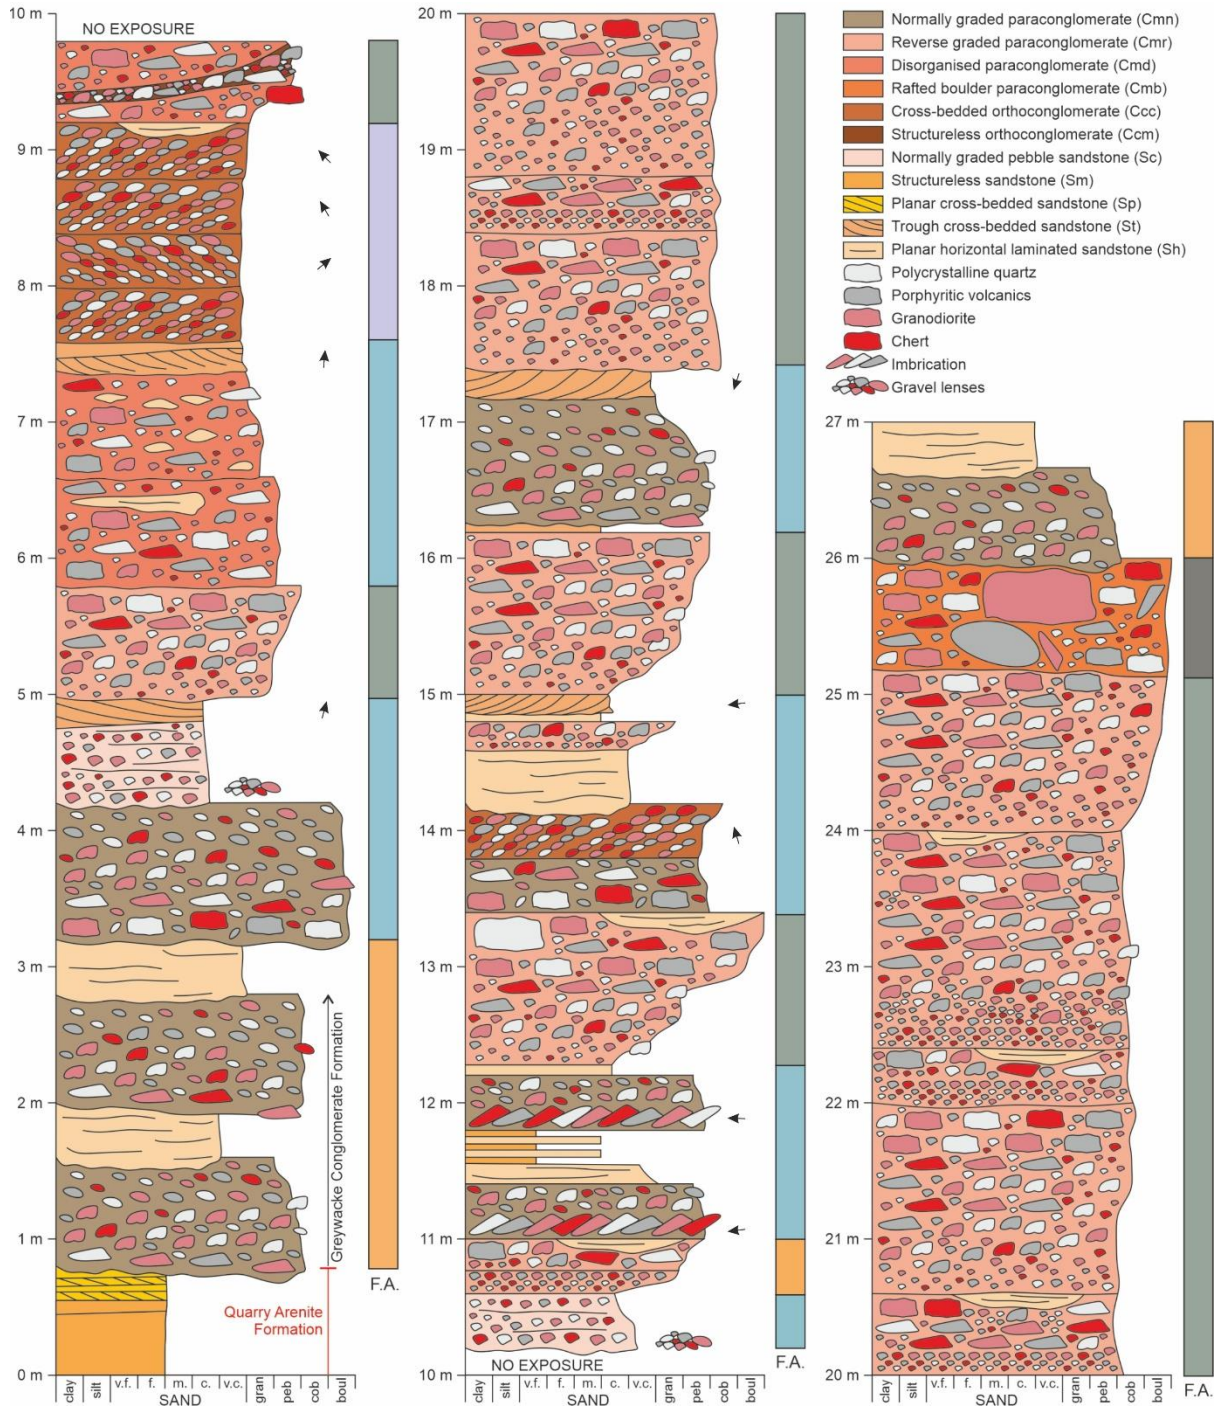 10 m
NO EXPOSURE
9 m
8 m
7 m
6 m
5 m
4 m
3 m
2 m
1 m
0 m
Greywacke Conglomerate Formation
Quarry Arenite
Formation
F.A.
clay
silt
v.f.
f.
m.
c.
v.c.
gran
peb
cob
boul
SAND
20 m
19 m
18 m
17 m
16 m
15 m
14 m
13 m
12 m
11 m
10 m
NO EXPOSURE
F.A.
clay
silt
v.f.
f.
m.
c.
v.c.
gran
peb
cob
boul
SAND
Normally graded paraconglomerate (Cmn)
Reverse graded paraconglomerate (Cmr)
Disorganised paraconglomerate (Cmd)
Rafted boulder paraconglomerate (Cmb)
Cross-bedded orthoconglomerate (Ccc)
Structureless orthoconglomerate (Ccm)
Normally graded pebble sandstone (Sc)
Structureless sandstone (Sm)
Planar cross-bedded sandstone (Sp)
Trough cross-bedded sandstone (St)
Planar horizontal laminated sandstone (Sh)
Polycrystalline quartz
Porphyritic volcanics
Granodiorite
Chert
Imbrication
Gravel lenses
27 m
26 m
25 m
24 m
23 m
22 m
21 m
20 m
F.A.
clay
silt
v.f.
f.
m.
c.
v.c.
gran
peb
cob
boul
SAND